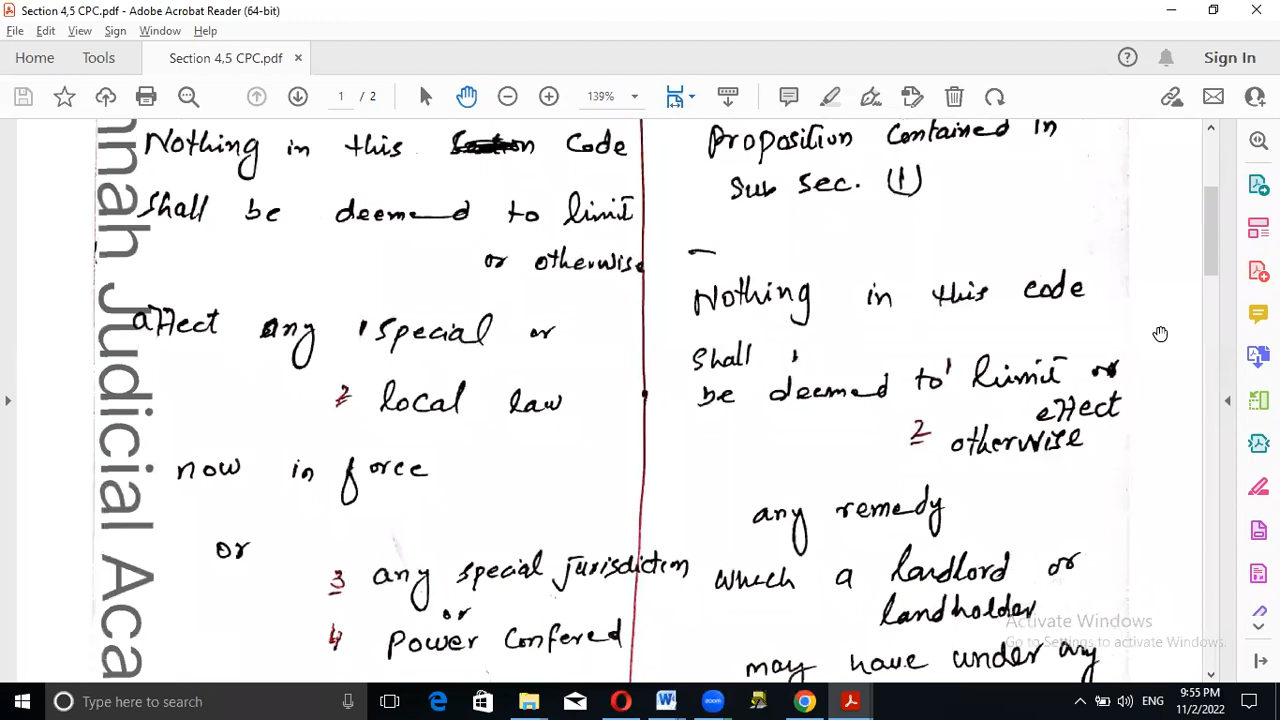 Section 4,5 CPC.pdf - Adobe Acrobat Reader (64-bit)
File Edit View Sign Window Help
Home Tools Section 4,5 CPC.pdf Sign In
1 / 2 139%
Nothing in this Code
shall be deemed to limit
or otherwise
affect any 1 special or
2 local law
now in force
or
3 any special jurisdiction
or
4 Power Confered
Proposition Contained in
Sub sec. (1)
Nothing in this code
shall
be deemed to 1 limit or
effect
2 otherwise
any remedy
which a landlord or
landholder
may have under any
nnah Judicial Aca
Activate Windows
Go to Settings to activate Windows.
Type here to search
ENG
9:55 PM
11/2/2022